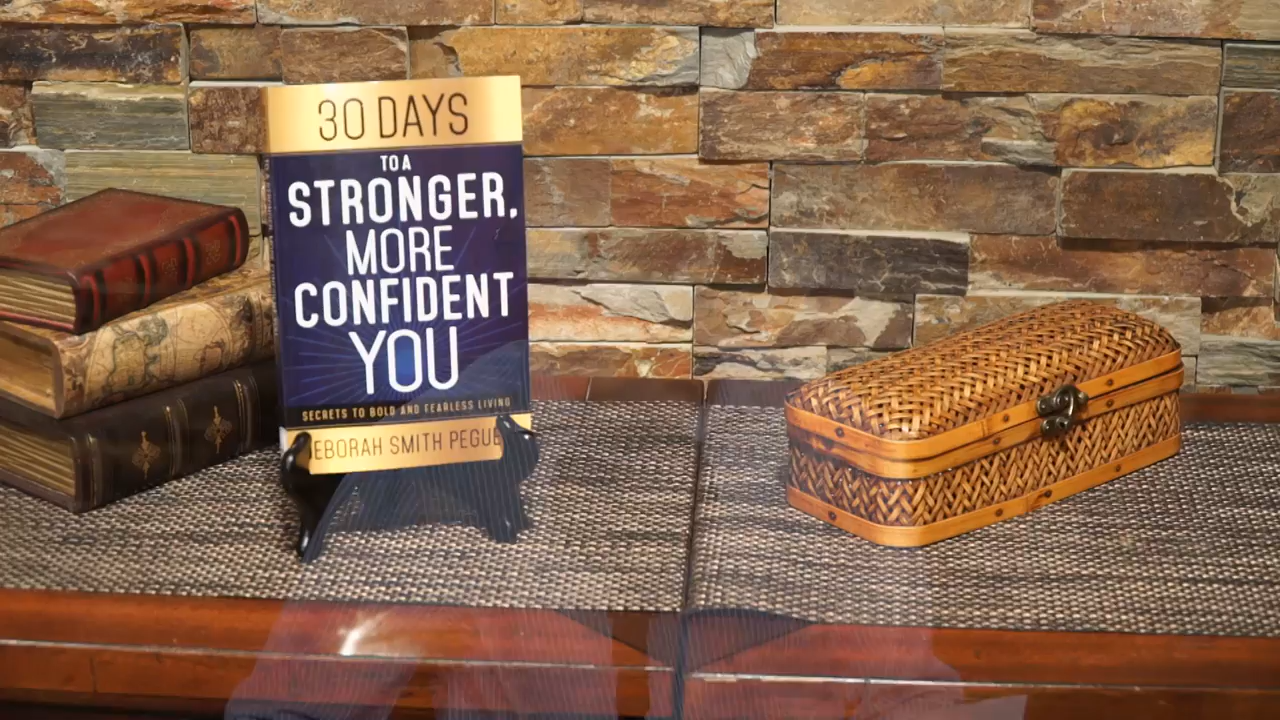 30 DAYS
TO A
STRONGER,
MORE
CONFIDENT
YOU
SECRETS TO BOLD AND FEARLESS LIVING
EBORAH SMITH PEGUE